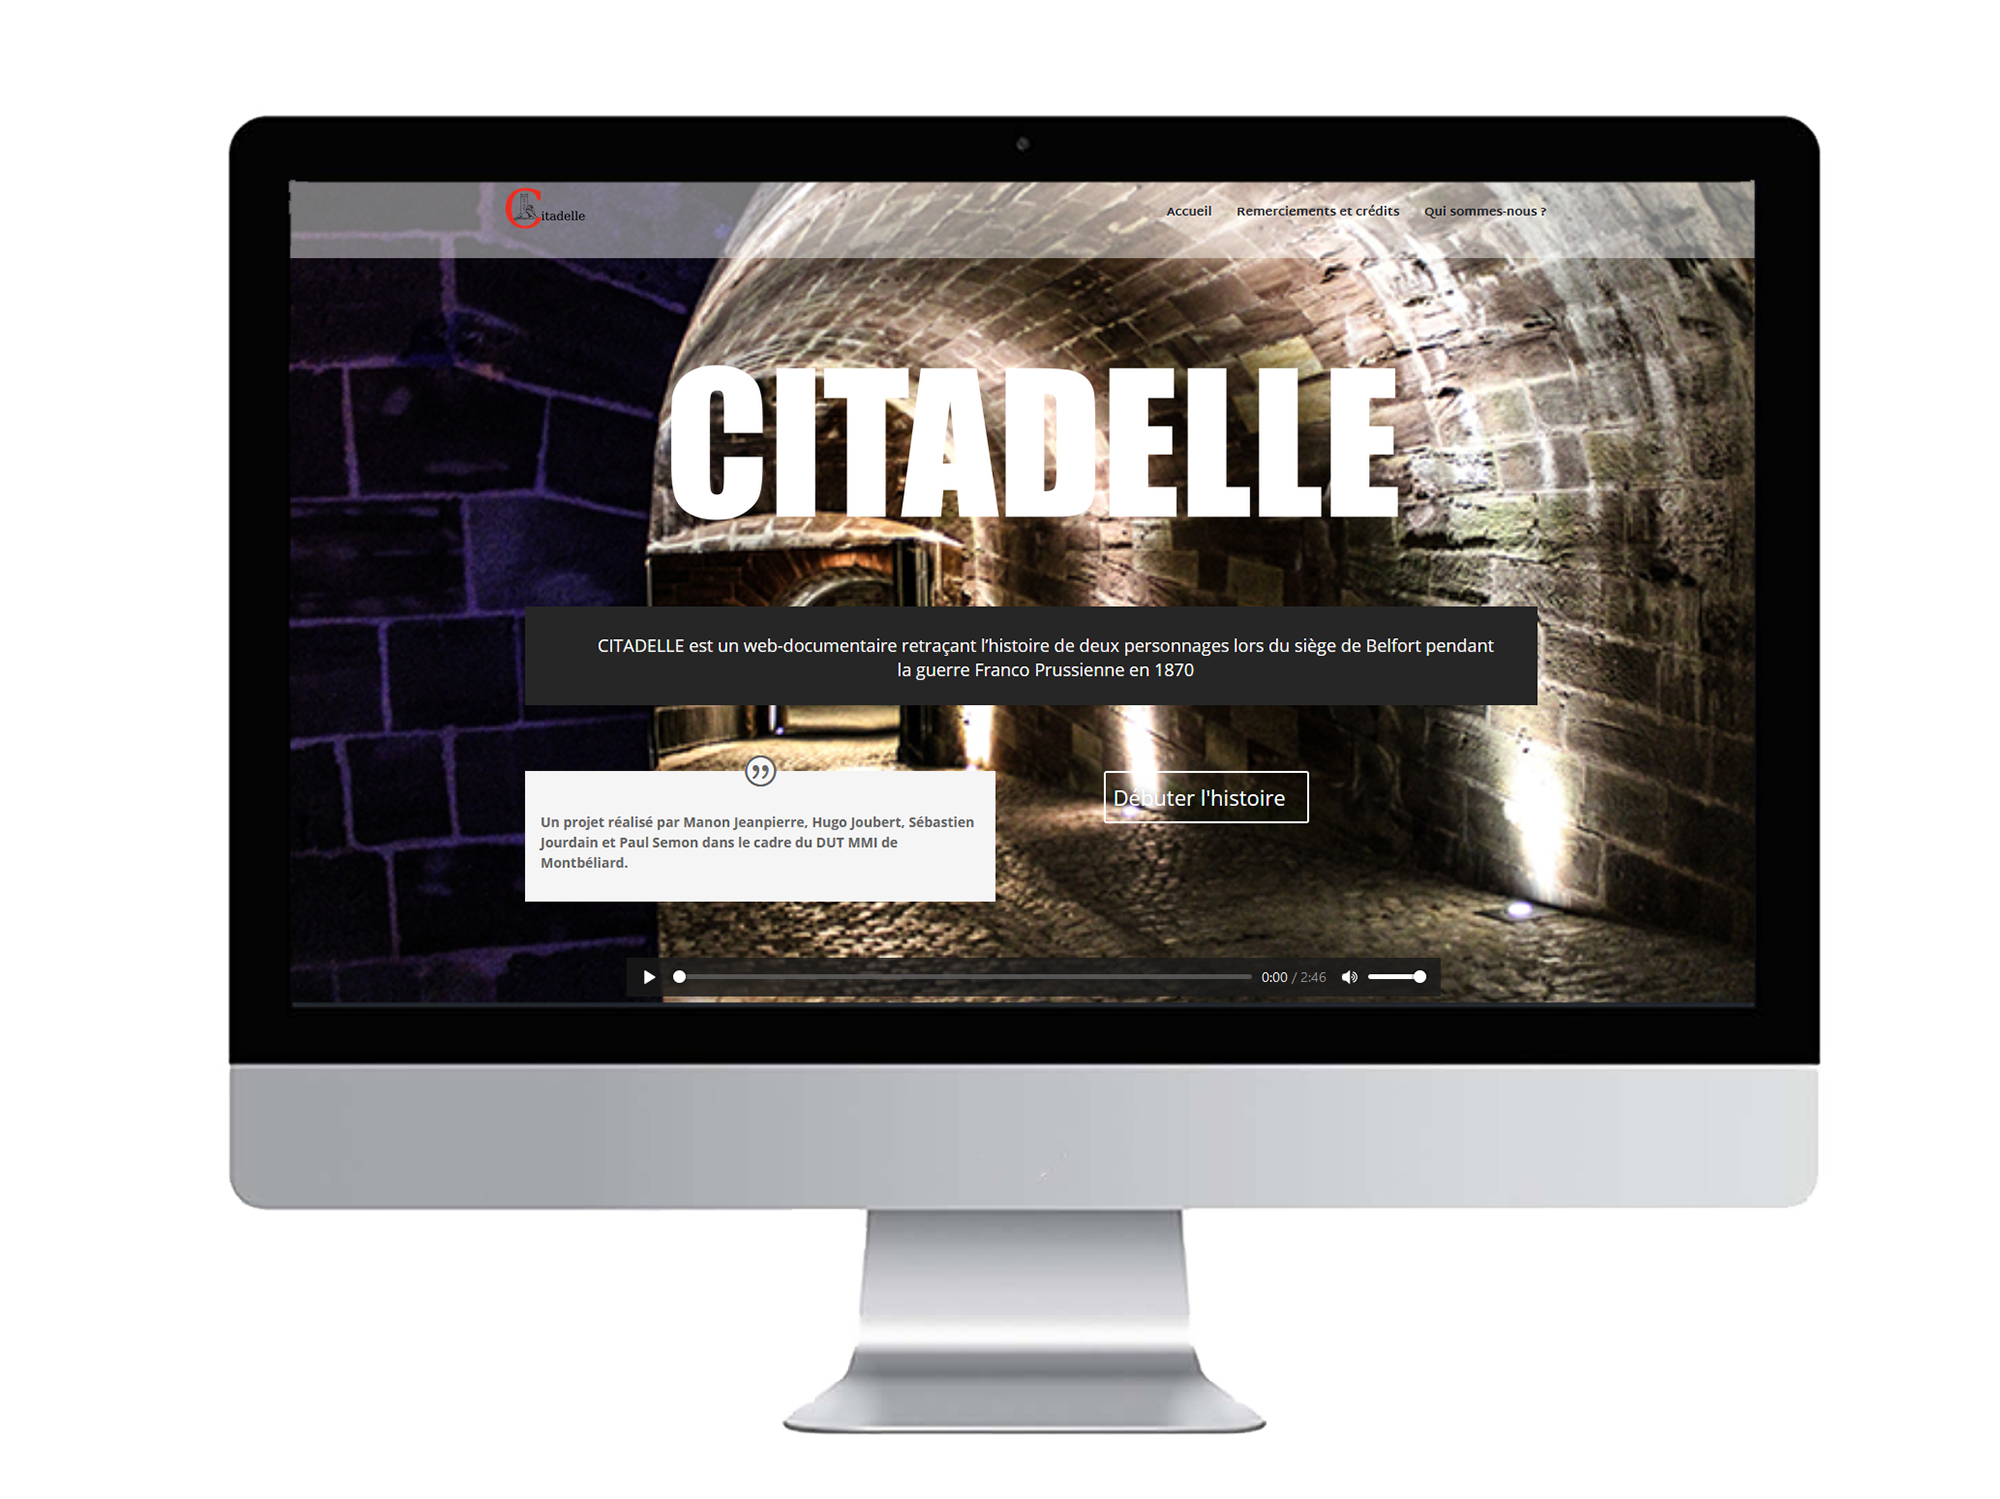 Citadelle
Accueil Remerciements et crédits Qui sommes-nous ?
CITADELLE
CITADELLE est un web-documentaire retraçant l’histoire de deux personnages lors du siège de Belfort pendant
la guerre Franco Prussienne en 1870
”
Un projet réalisé par Manon Jeanpierre, Hugo Joubert, Sébastien
Jourdain et Paul Semon dans le cadre du DUT MMI de
Montbéliard.
Débuter l'histoire
0:00 / 2:46